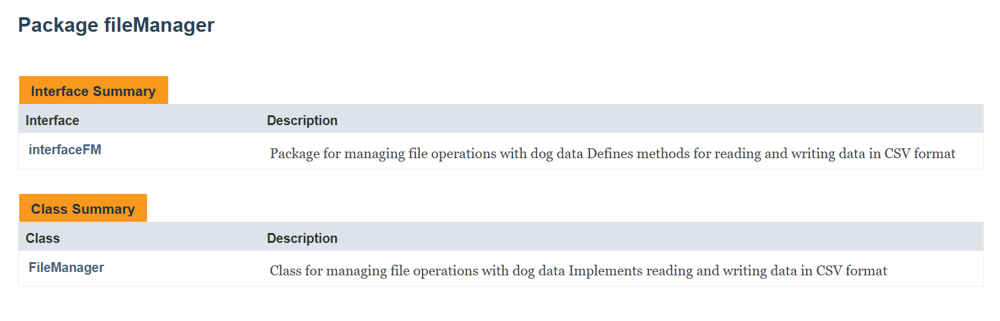 Package fileManager
Interface Summary
Interface Description
interfaceFM Package for managing file operations with dog data Defines methods for reading and writing data in CSV format
Class Summary
Class Description
FileManager Class for managing file operations with dog data Implements reading and writing data in CSV format